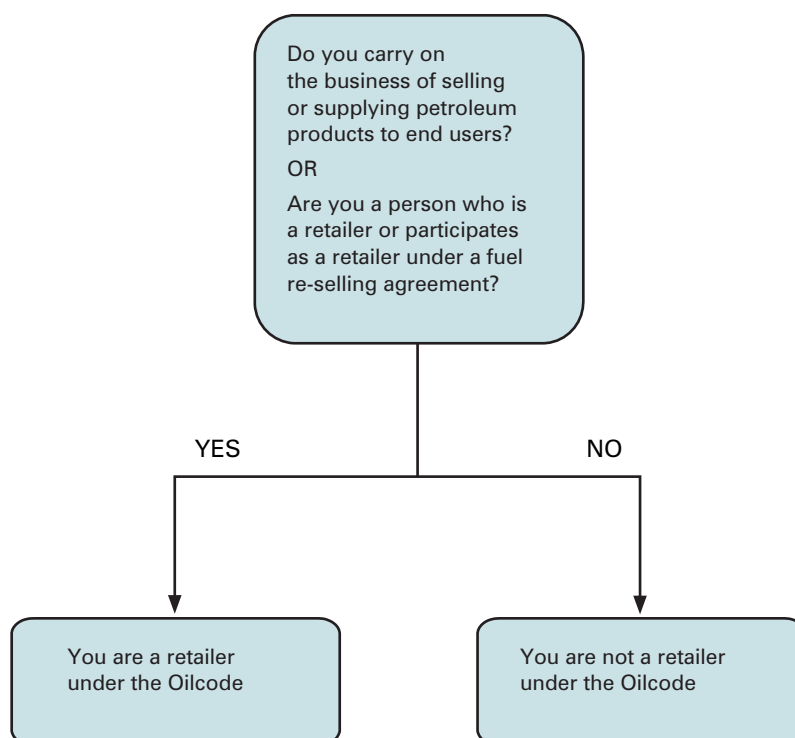 Do you carry on
the business of selling
or supplying petroleum
products to end users?
OR
Are you a person who is
a retailer or participates
as a retailer under a fuel
re-selling agreement?
YES
NO
You are a retailer
under the Oilcode
You are not a retailer
under the Oilcode